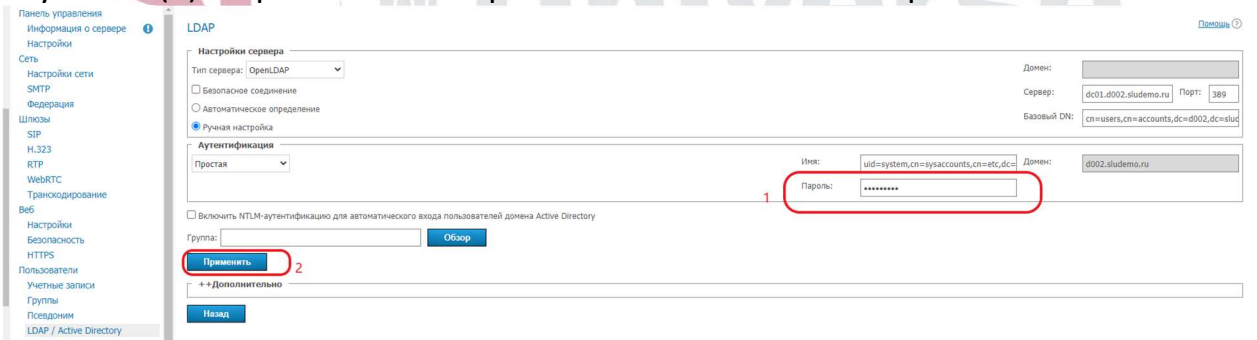 Панель управления
Информация о сервере
Настройки
Сеть
Настройки сети
SMTP
Федерация
Шлюзы
SIP
H.323
RTP
WebRTC
Транскодирование
Веб
Настройки
Безопасность
HTTPS
Пользователи
Учетные записи
Группы
Псевдоним
LDAP / Active Directory
LDAP
Помощь ?
Настройки сервера
Тип сервера: OpenLDAP
Домен:
Безопасное соединение
Сервер: dc01.d002.sludemo.ru Порт: 389
Автоматическое определение
Ручная настройка
Базовый DN: cn=users,cn=accounts,dc=d002,dc=slud
Аутентификация
Простая
Имя: uid=system,cn=sysaccounts,cn=etc,dc= Домен: d002.sludemo.ru
1 Пароль: •••••••••
Включить NTLM-аутентификацию для автоматического входа пользователей домена Active Directory
Группа: Обзор
Применить 2
++Дополнительно
Назад